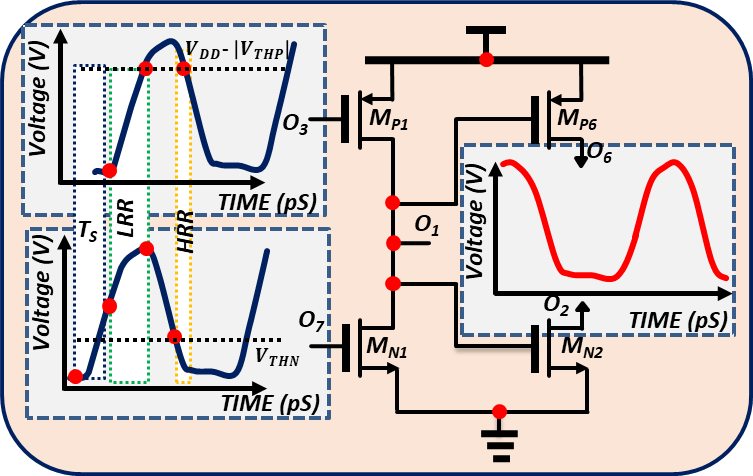 Voltage (V)
V_DD- |V_THP|
TIME (pS)
T_S
LRR
HRR
Voltage (V)
V_THN
TIME (pS)
O_3
M_P1
M_P6
O_6
O_1
Voltage (V)
TIME (pS)
O_2
O_7
M_N1
M_N2